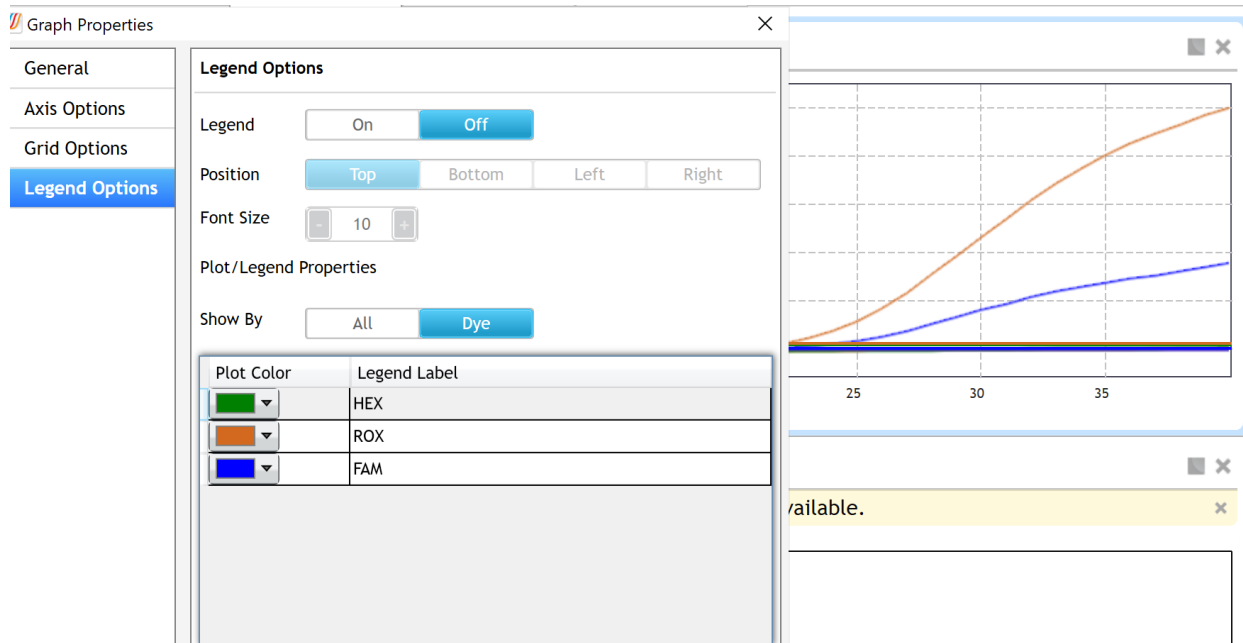 Graph Properties
General
Axis Options
Grid Options
Legend Options
Legend Options
Legend On Off
Position Top Bottom Left Right
Font Size - 10 +
Plot/Legend Properties
Show By All Dye
Plot Color Legend Label
HEX
ROX
FAM
25 30 35
vailable.